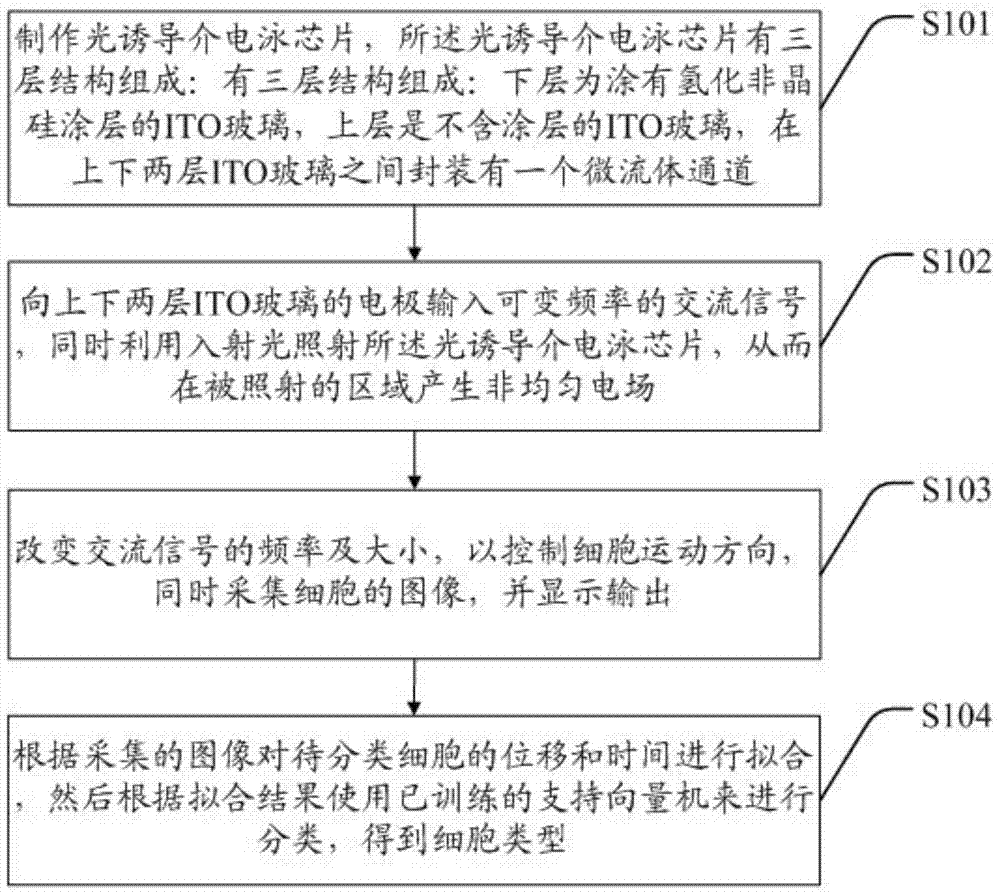 制作光诱导介电泳芯片，所述光诱导介电泳芯片有三
层结构组成：有三层结构组成：下层为涂有氢化非晶
硅涂层的ITO玻璃，上层是不含涂层的ITO玻璃，在
上下两层ITO玻璃之间封装有一个微流体通道
S101
向上下两层ITO玻璃的电极输入可变频率的交流信号
，同时利用入射光照射所述光诱导介电泳芯片，从而
在被照射的区域产生非均匀电场
S102
改变交流信号的频率及大小，以控制细胞运动方向，
同时采集细胞的图像，并显示输出
S103
根据采集的图像对待分类细胞的位移和时间进行拟合
，然后根据拟合结果使用已训练的支持向量机来进行
分类，得到细胞类型
S104